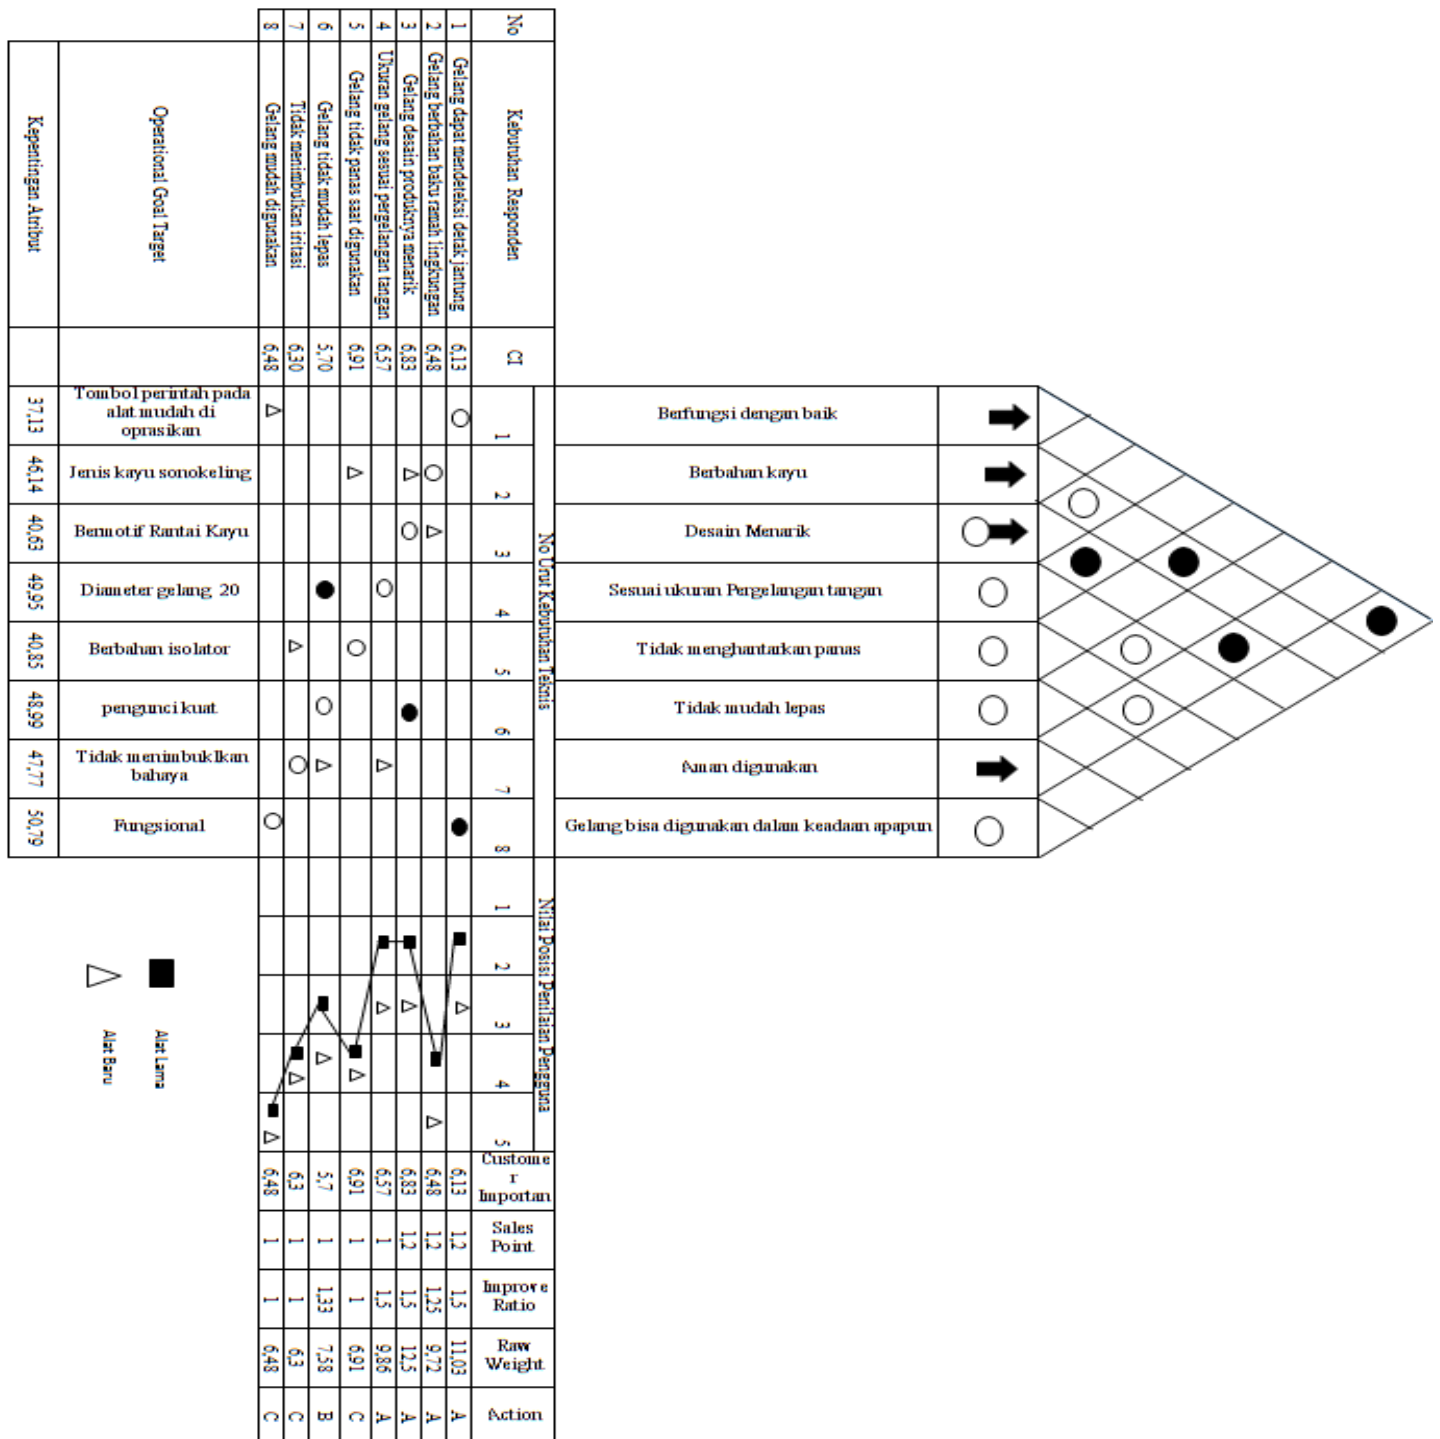 Berfungsi dengan baik
Berbahan kayu
Desain Menarik
Sesuai ukuran Pergelangan tangan
Tidak menghantarkan panas
Tidak mudah lepas
Aman digunakan
Gelang bisa digunakan dalam keadaan apapun
No
Kebutuhan Responden
CI
No Urut Kebutuhan Teknis
1 2 3 4 5 6 7 8
Nilai Posisi Penilaian Pengguna
1 2 3 4 5
Custome
r
Importan
Sales
Point
Improve
Ratio
Raw
Weight
Action
1 Gelang dapat mendeteksi detak jantung 6,13 6,13 1,2 1,5 11,03 A
2 Gelang berbahan baku ramah lingkungan 6,48 6,48 1,2 1,25 9,72 A
3 Gelang desain produknya menarik 6,83 6,83 1,2 1,5 12,5 A
4 Ukuran gelang sesuai pergelangan tangan 6,57 6,57 1 1,5 9,86 A
5 Gelang tidak panas saat digunakan 6,91 6,91 1 1 6,91 C
6 Gelang tidak mudah lepas 5,70 5,7 1 1,33 7,58 B
7 Tidak menimbulkan iritasi 6,30 6,3 1 1 6,3 C
8 Gelang mudah digunakan 6,48 6,48 1 1 6,48 C
Operational Goal Target
Tombol perintah pada
alat mudah di
oprasikan
Jenis kayu sonokeling
Bermotif Rantai Kayu
Diameter gelang 20
Berbahan isolator
pengunci kuat
Tidak menimbuklkan
bahaya
Fungsional
Kepentingan Atribut
37,13 46,14 40,63 49,95 40,85 48,99 47,77 50,79
Alat Lama
Alat Baru